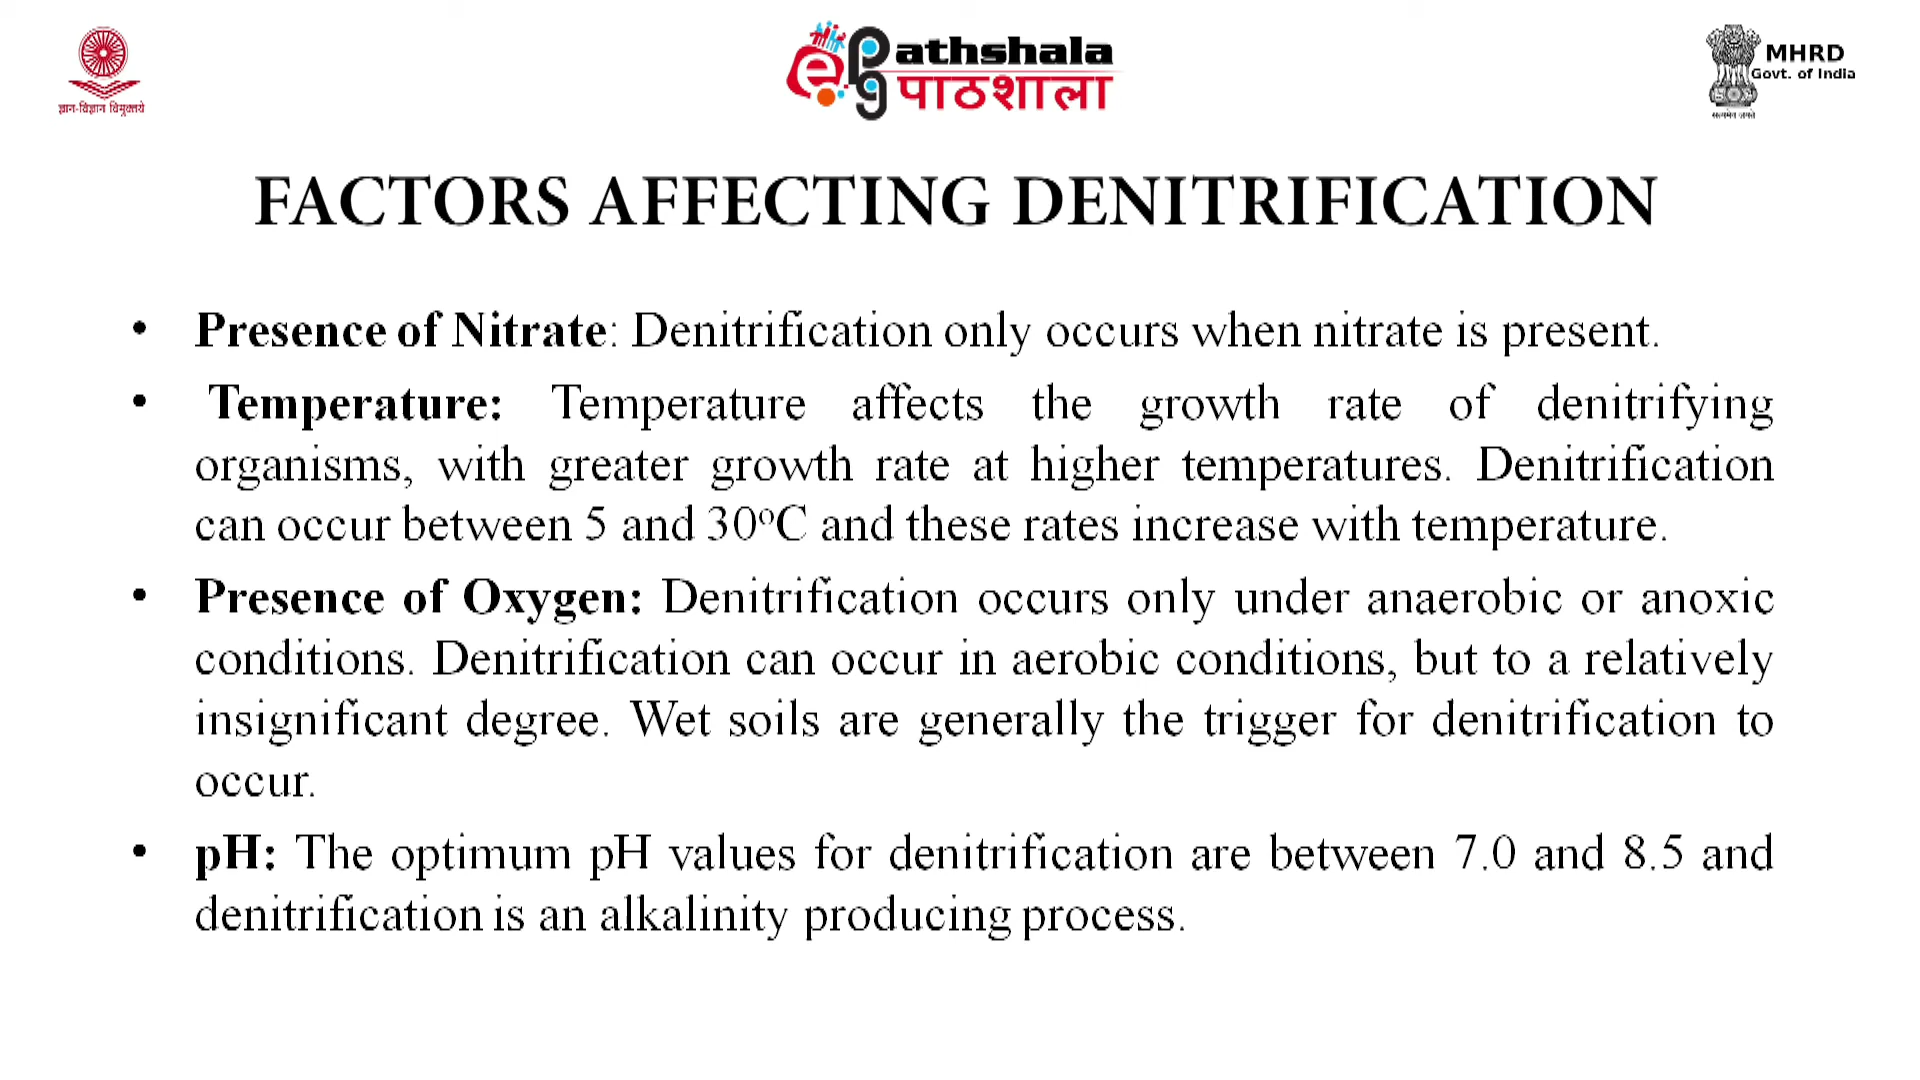 ज्ञान-विज्ञान विमुक्तये
ePg athshala
पाठशाला
MHRD
Govt. of India
सत्यमेव जयते
FACTORS AFFECTING DENITRIFICATION
• Presence of Nitrate: Denitrification only occurs when nitrate is present.
• Temperature: Temperature affects the growth rate of denitrifying
organisms, with greater growth rate at higher temperatures. Denitrification
can occur between 5 and 30°C and these rates increase with temperature.
• Presence of Oxygen: Denitrification occurs only under anaerobic or anoxic
conditions. Denitrification can occur in aerobic conditions, but to a relatively
insignificant degree. Wet soils are generally the trigger for denitrification to
occur.
• pH: The optimum pH values for denitrification are between 7.0 and 8.5 and
denitrification is an alkalinity producing process.